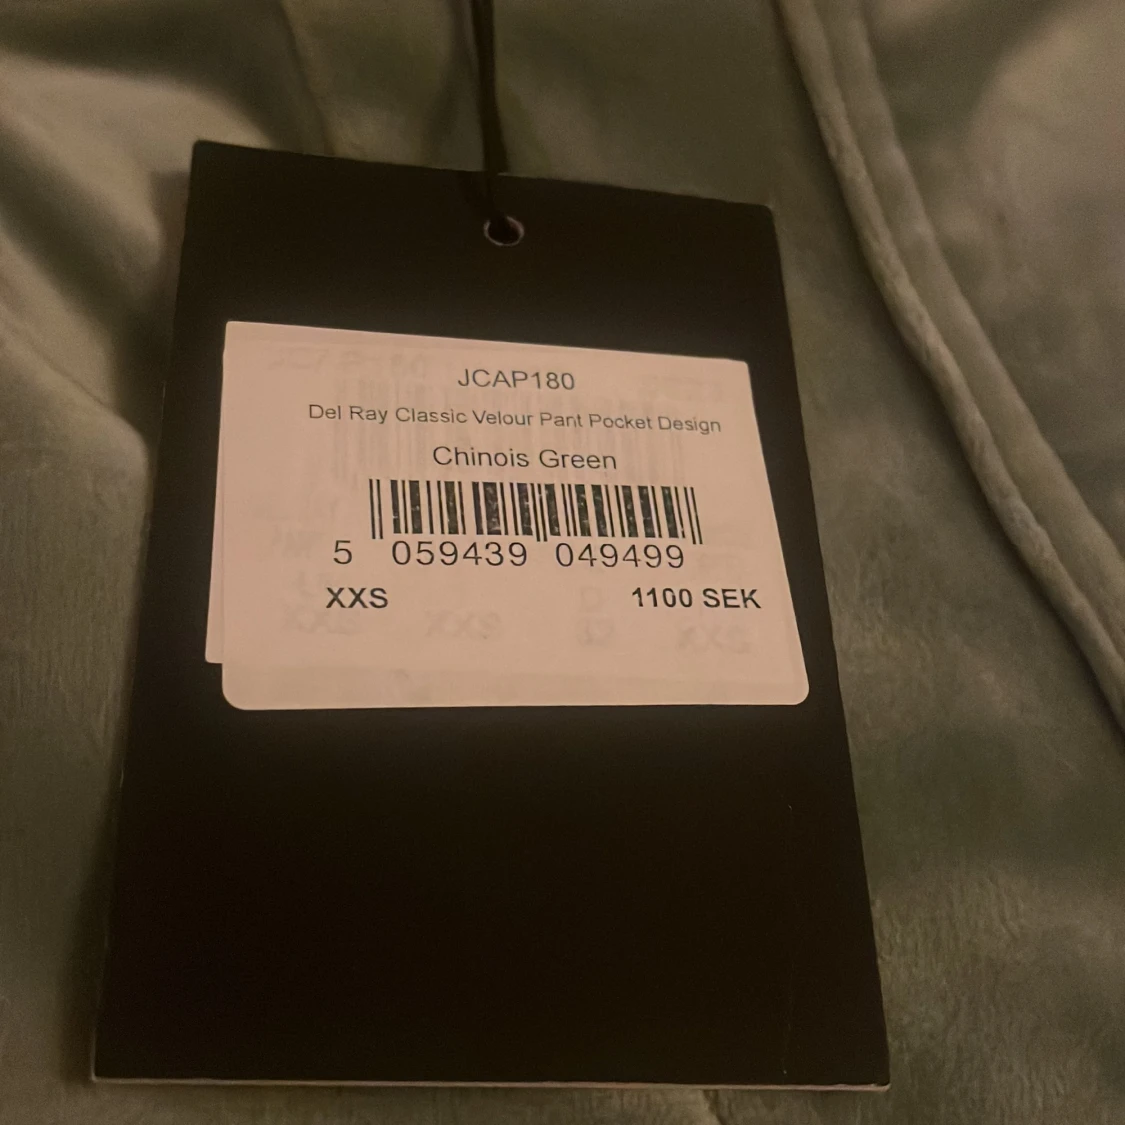 JCAP180
Del Ray Classic Velour Pant Pocket Design
Chinois Green
5 059439 049499
XXS 1100 SEK